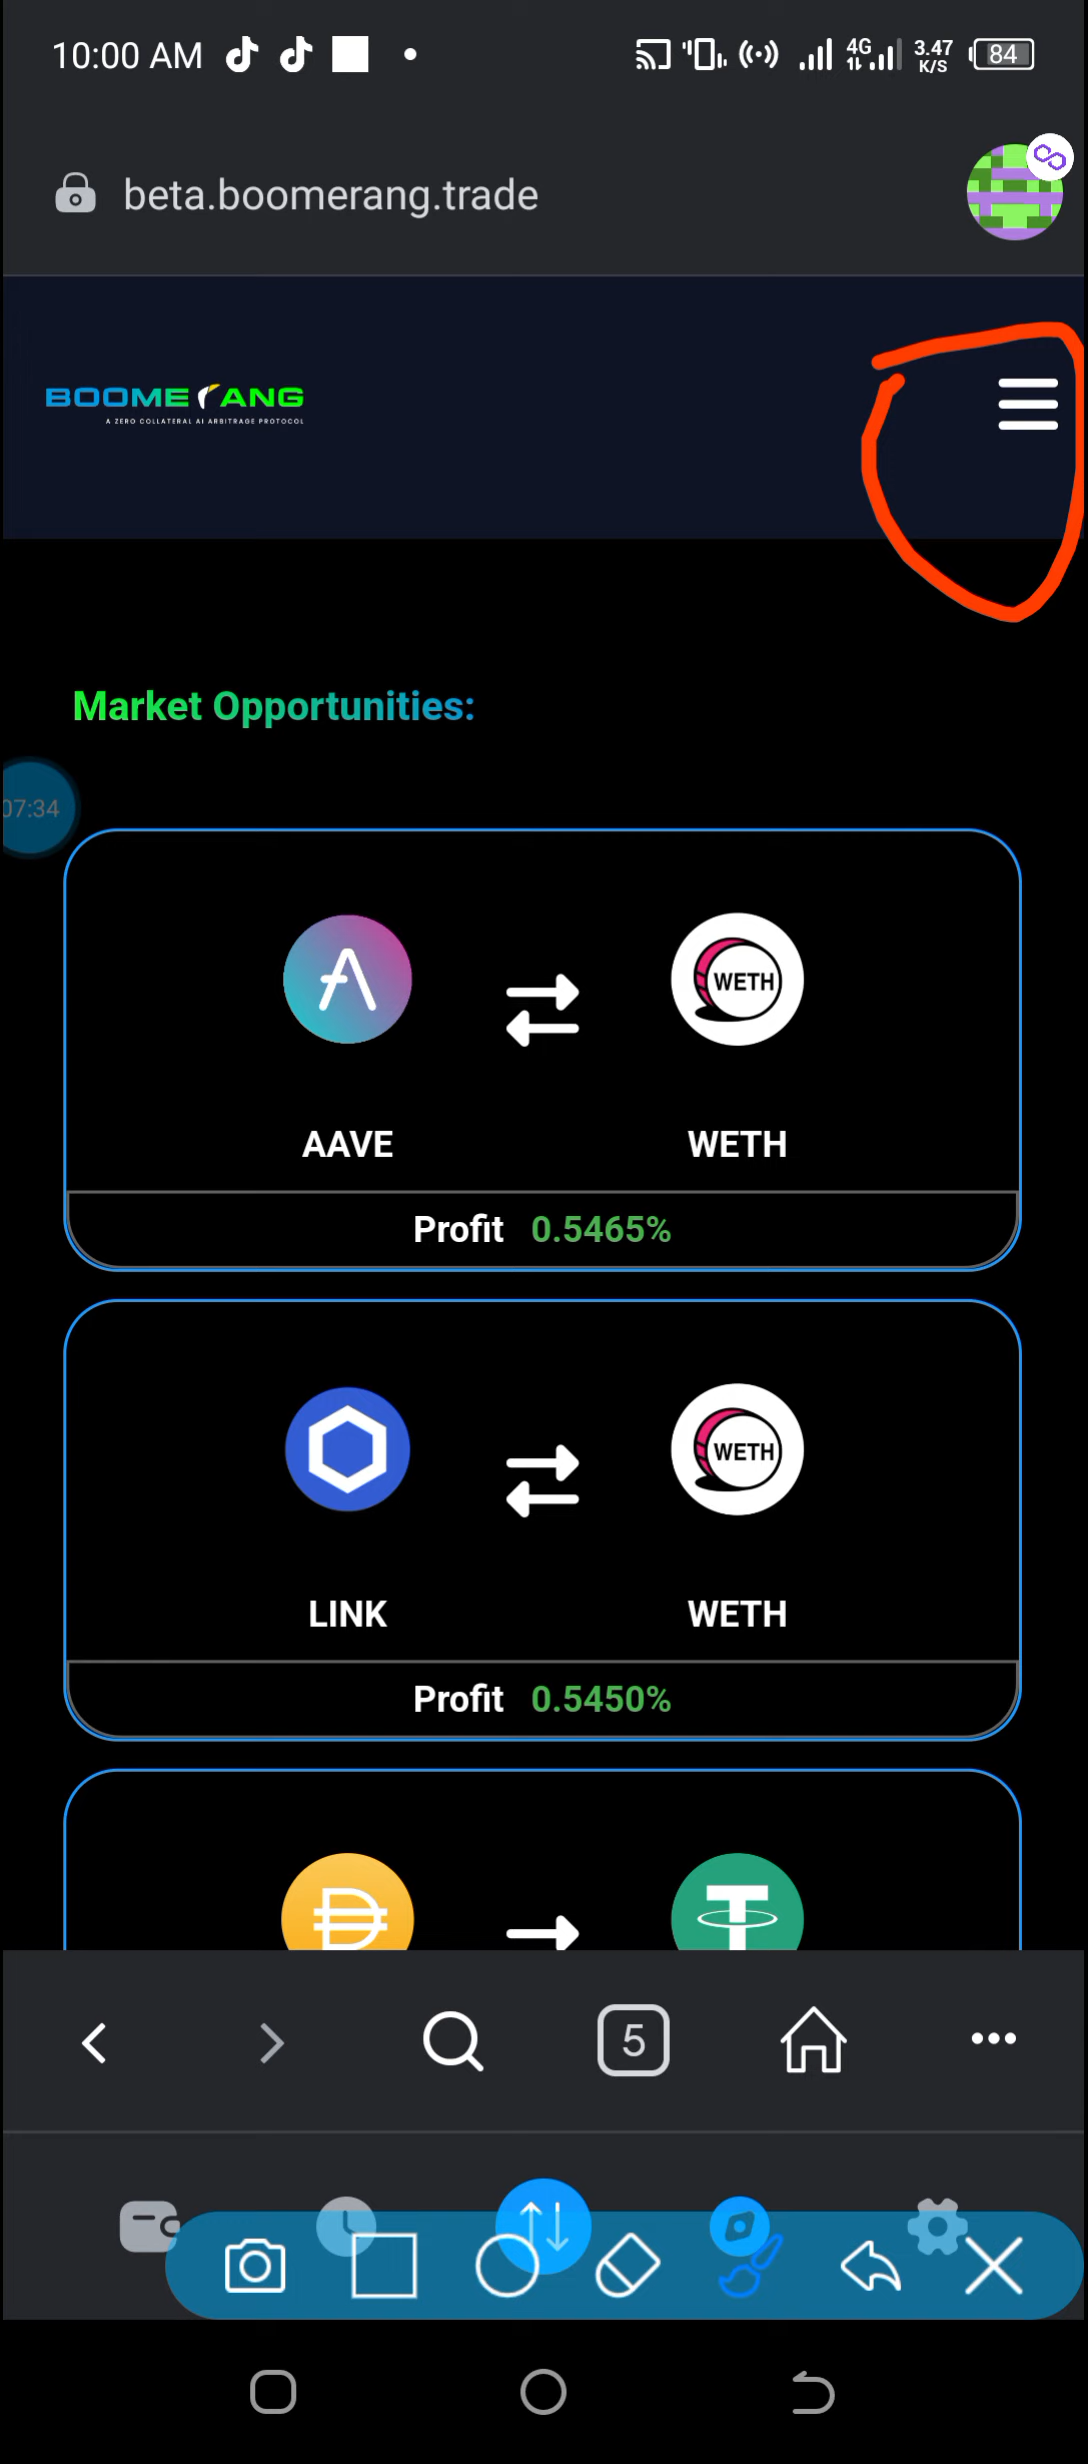 10:00 AM
4G
3.47
K/S
84
beta.boomerang.trade
BOOMERANG
A ZERO COLLATERAL AI ARBITRAGE PROTOCOL
Market Opportunities:
07:34
WETH
AAVE WETH
Profit 0.5465%
WETH
LINK WETH
Profit 0.5450%
5